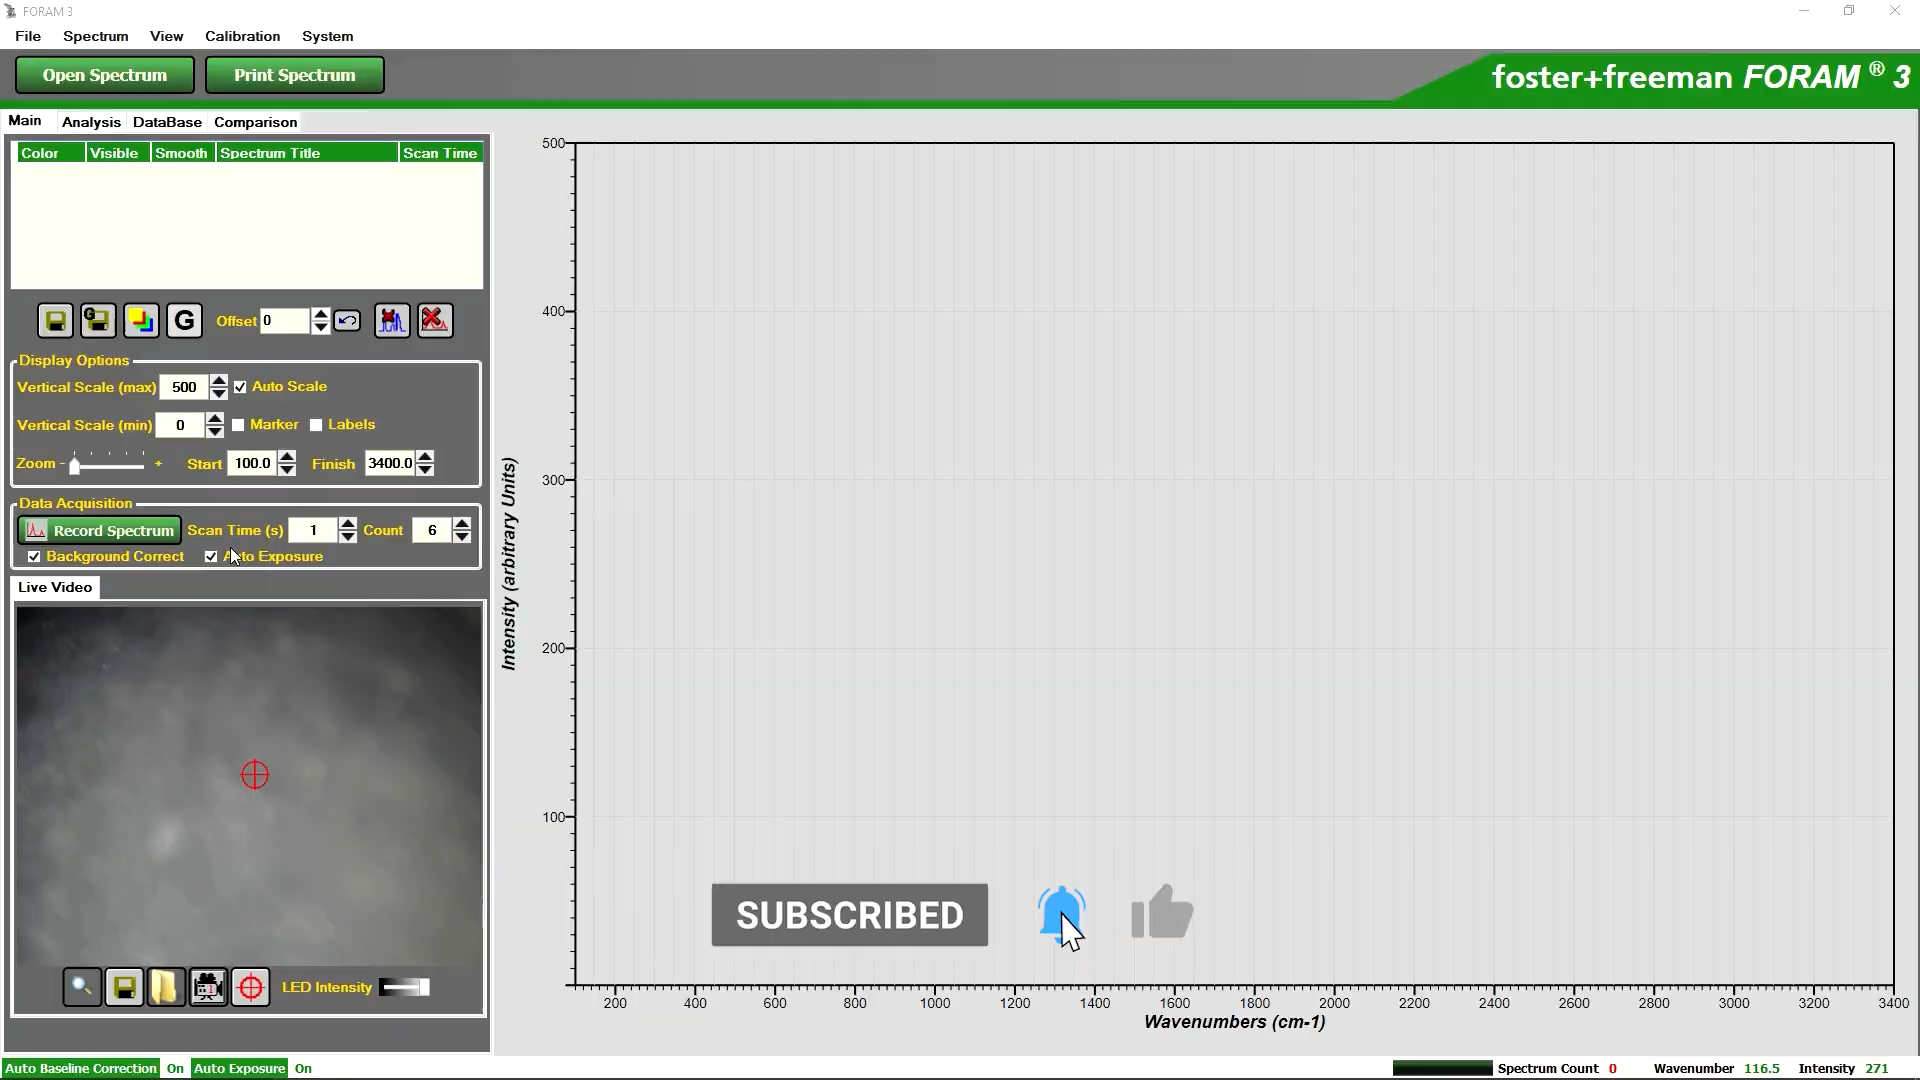 FORAM 3
File Spectrum View Calibration System
Open Spectrum Print Spectrum
foster+freeman FORAM ® 3
Main Analysis DataBase Comparison
Color Visible Smooth Spectrum Title Scan Time
G G Offset 0
Display Options
Vertical Scale (max) 500 Auto Scale
Vertical Scale (min) 0 Marker Labels
Zoom - + Start 100.0 Finish 3400.0
Data Acquisition
Record Spectrum Scan Time (s) 1 Count 6
Background Correct Auto Exposure
Live Video
LED Intensity
500
400
300
200
100
Intensity (arbitrary Units)
SUBSCRIBED
200 400 600 800 1000 1200 1400 1600 1800 2000 2200 2400 2600 2800 3000 3200 3400
Wavenumbers (cm-1)
Auto Baseline Correction On Auto Exposure On
Spectrum Count 0 Wavenumber 116.5 Intensity 271